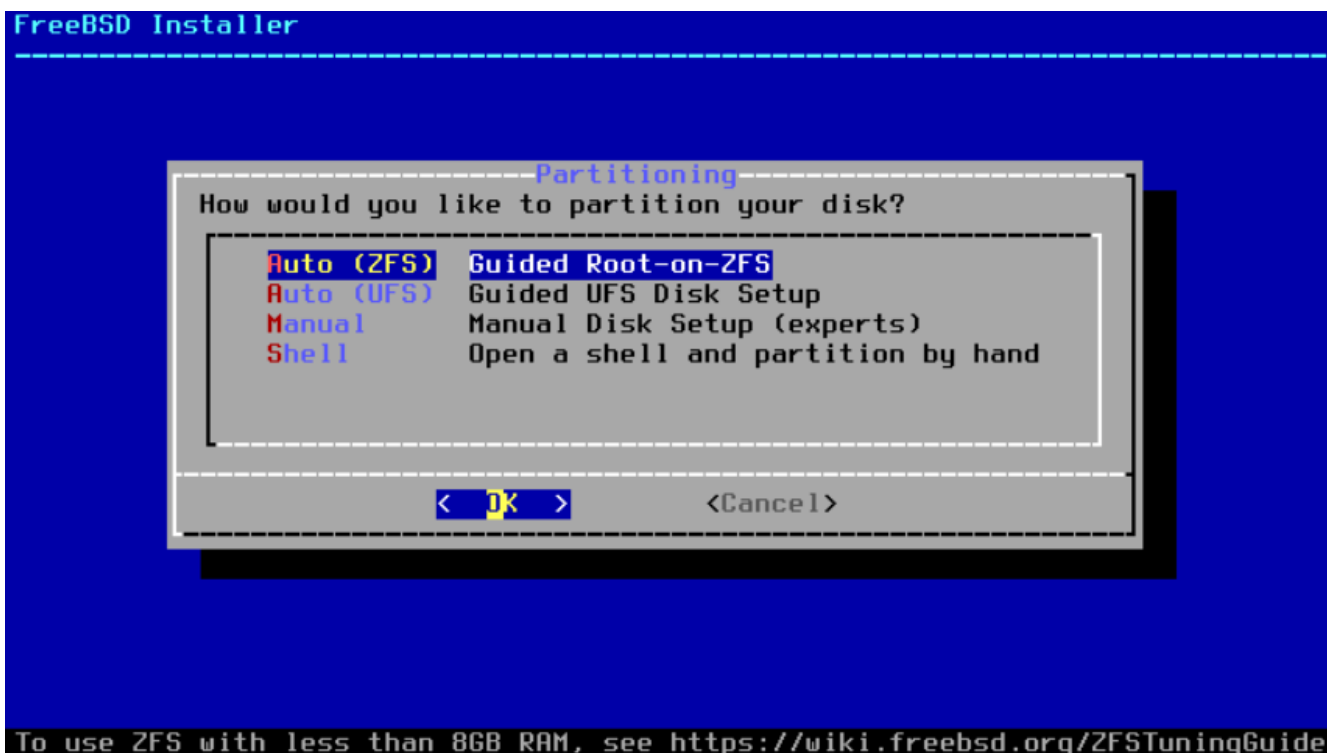 FreeBSD Installer
Partitioning
How would you like to partition your disk?
Auto (ZFS) Guided Root-on-ZFS
Auto (UFS) Guided UFS Disk Setup
Manual Manual Disk Setup (experts)
Shell Open a shell and partition by hand
< OK > <Cancel>
To use ZFS with less than 8GB RAM, see https://wiki.freebsd.org/ZFSTuningGuide